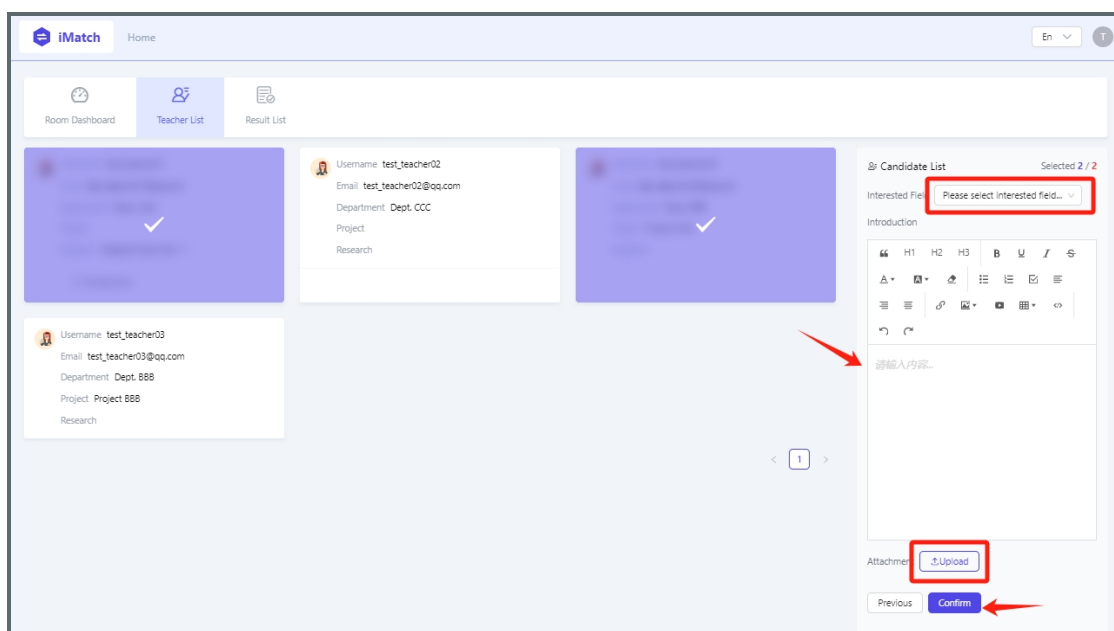 iMatch Home En T
Room Dashboard Teacher List Result List
Username test_teacher02
Email test_teacher02@qq.com
Department Dept. CCC
Project
Research
Username test_teacher03
Email test_teacher03@qq.com
Department Dept. BBB
Project Project BBB
Research
< 1 >
Candidate List Selected 2 / 2
Interested Fiel Please select interested field...
Introduction
H1 H2 H3 B U I S
A A
请输入内容...
Attachmen Upload
Previous Confirm